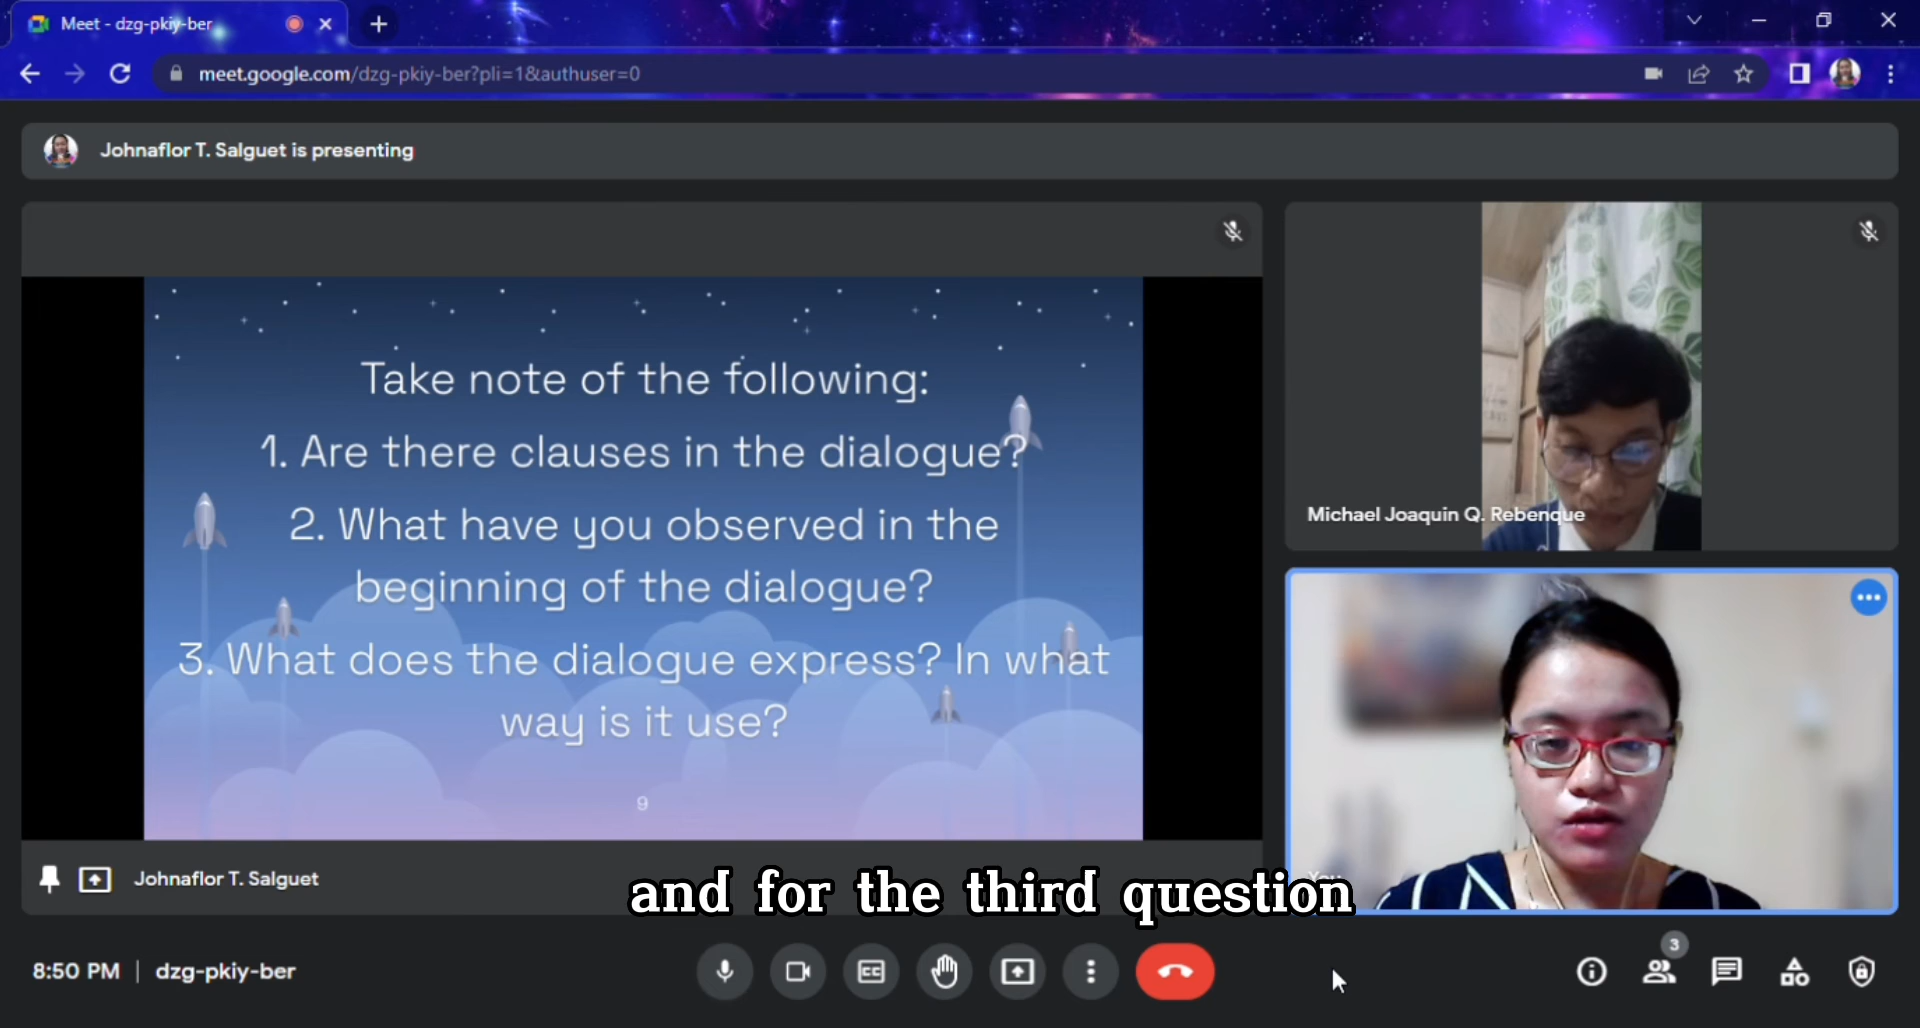 Meet - dzg-pkiy-ber
meet.google.com/dzg-pkiy-ber?pli=1&authuser=0
Johnaflor T. Salguet is presenting
Take note of the following:
1. Are there clauses in the dialogue?
2. What have you observed in the
beginning of the dialogue?
3. What does the dialogue express? In what
way is it use?
9
Johnaflor T. Salguet
Michael Joaquin Q. Rebenque
You
and for the third question
8:50 PM | dzg-pkiy-ber
CC
3